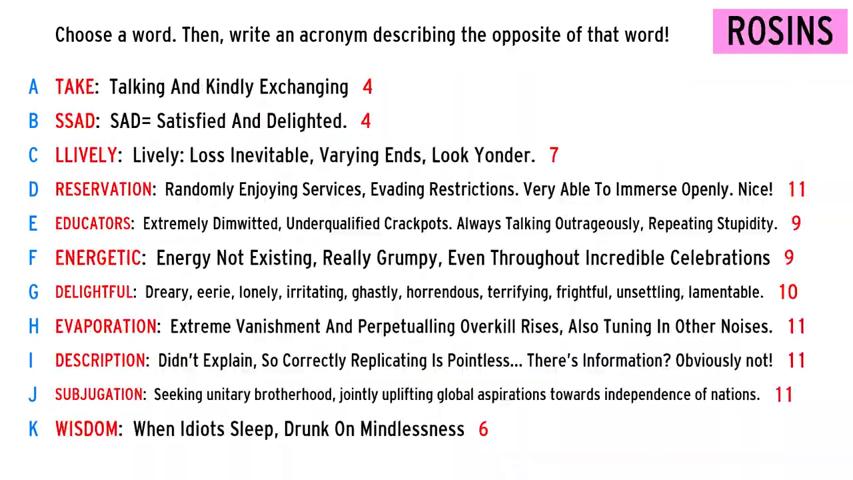 Choose a word. Then, write an acronym describing the opposite of that word!
ROSINS
A TAKE: Talking And Kindly Exchanging 4
B SSAD: SAD= Satisfied And Delighted. 4
C LLIVELY: Lively: Loss Inevitable, Varying Ends, Look Yonder. 7
D RESERVATION: Randomly Enjoying Services, Evading Restrictions. Very Able To Immerse Openly. Nice! 11
E EDUCATORS: Extremely Dimwitted, Underqualified Crackpots. Always Talking Outrageously, Repeating Stupidity. 9
F ENERGETIC: Energy Not Existing, Really Grumpy, Even Throughout Incredible Celebrations 9
G DELIGHTFUL: Dreary, eerie, lonely, irritating, ghastly, horrendous, terrifying, frightful, unsettling, lamentable. 10
H EVAPORATION: Extreme Vanishment And Perpetualling Overkill Rises, Also Tuning In Other Noises. 11
I DESCRIPTION: Didn't Explain, So Correctly Replicating Is Pointless... There's Information? Obviously not! 11
J SUBJUGATION: Seeking unitary brotherhood, jointly uplifting global aspirations towards independence of nations. 11
K WISDOM: When Idiots Sleep, Drunk On Mindlessness 6